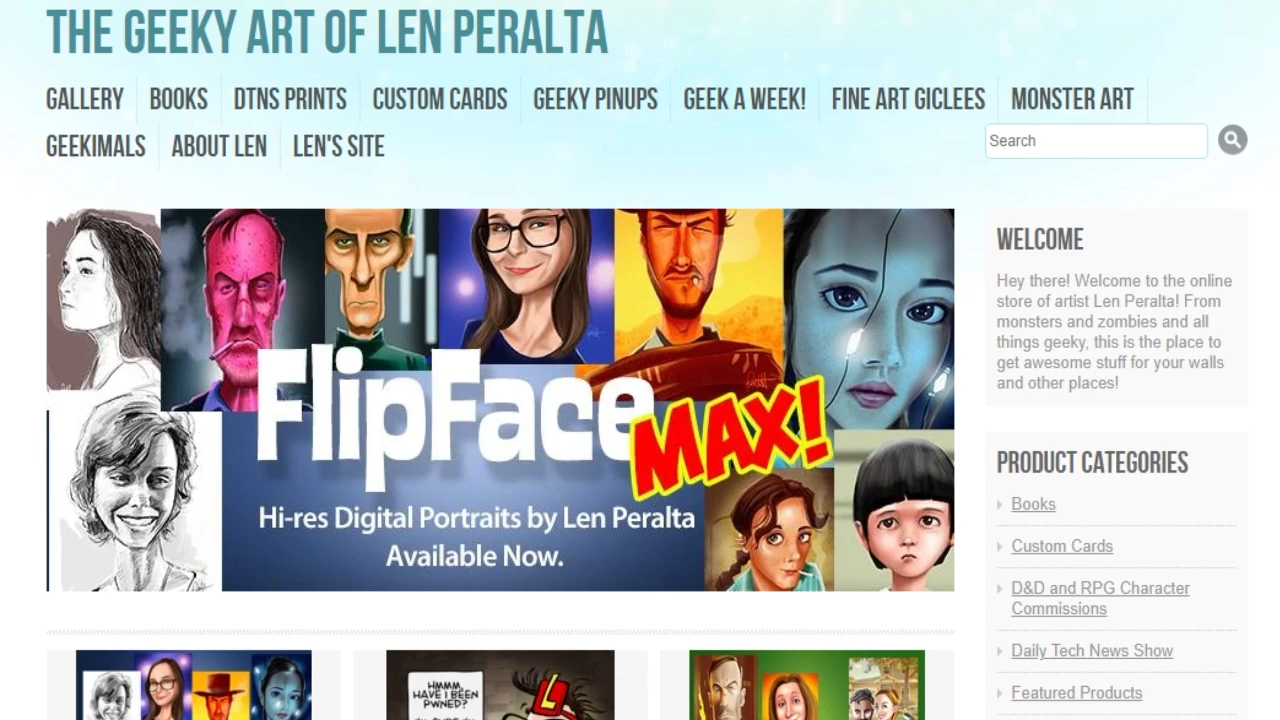 THE GEEKY ART OF LEN PERALTA
GALLERY BOOKS DTNS PRINTS CUSTOM CARDS GEEKY PINUPS GEEK A WEEK! FINE ART GICLEES MONSTER ART
GEEKIMALS ABOUT LEN LEN'S SITE
Search
FlipFace
MAX!
Hi-res Digital Portraits by Len Peralta
Available Now.
WELCOME
Hey there! Welcome to the online
store of artist Len Peralta! From
monsters and zombies and all
things geeky, this is the place to
get awesome stuff for your walls
and other places!
PRODUCT CATEGORIES
Books
Custom Cards
D&D and RPG Character
Commissions
Daily Tech News Show
Featured Products
HMMM,
HAVE I BEEN
PWNED?